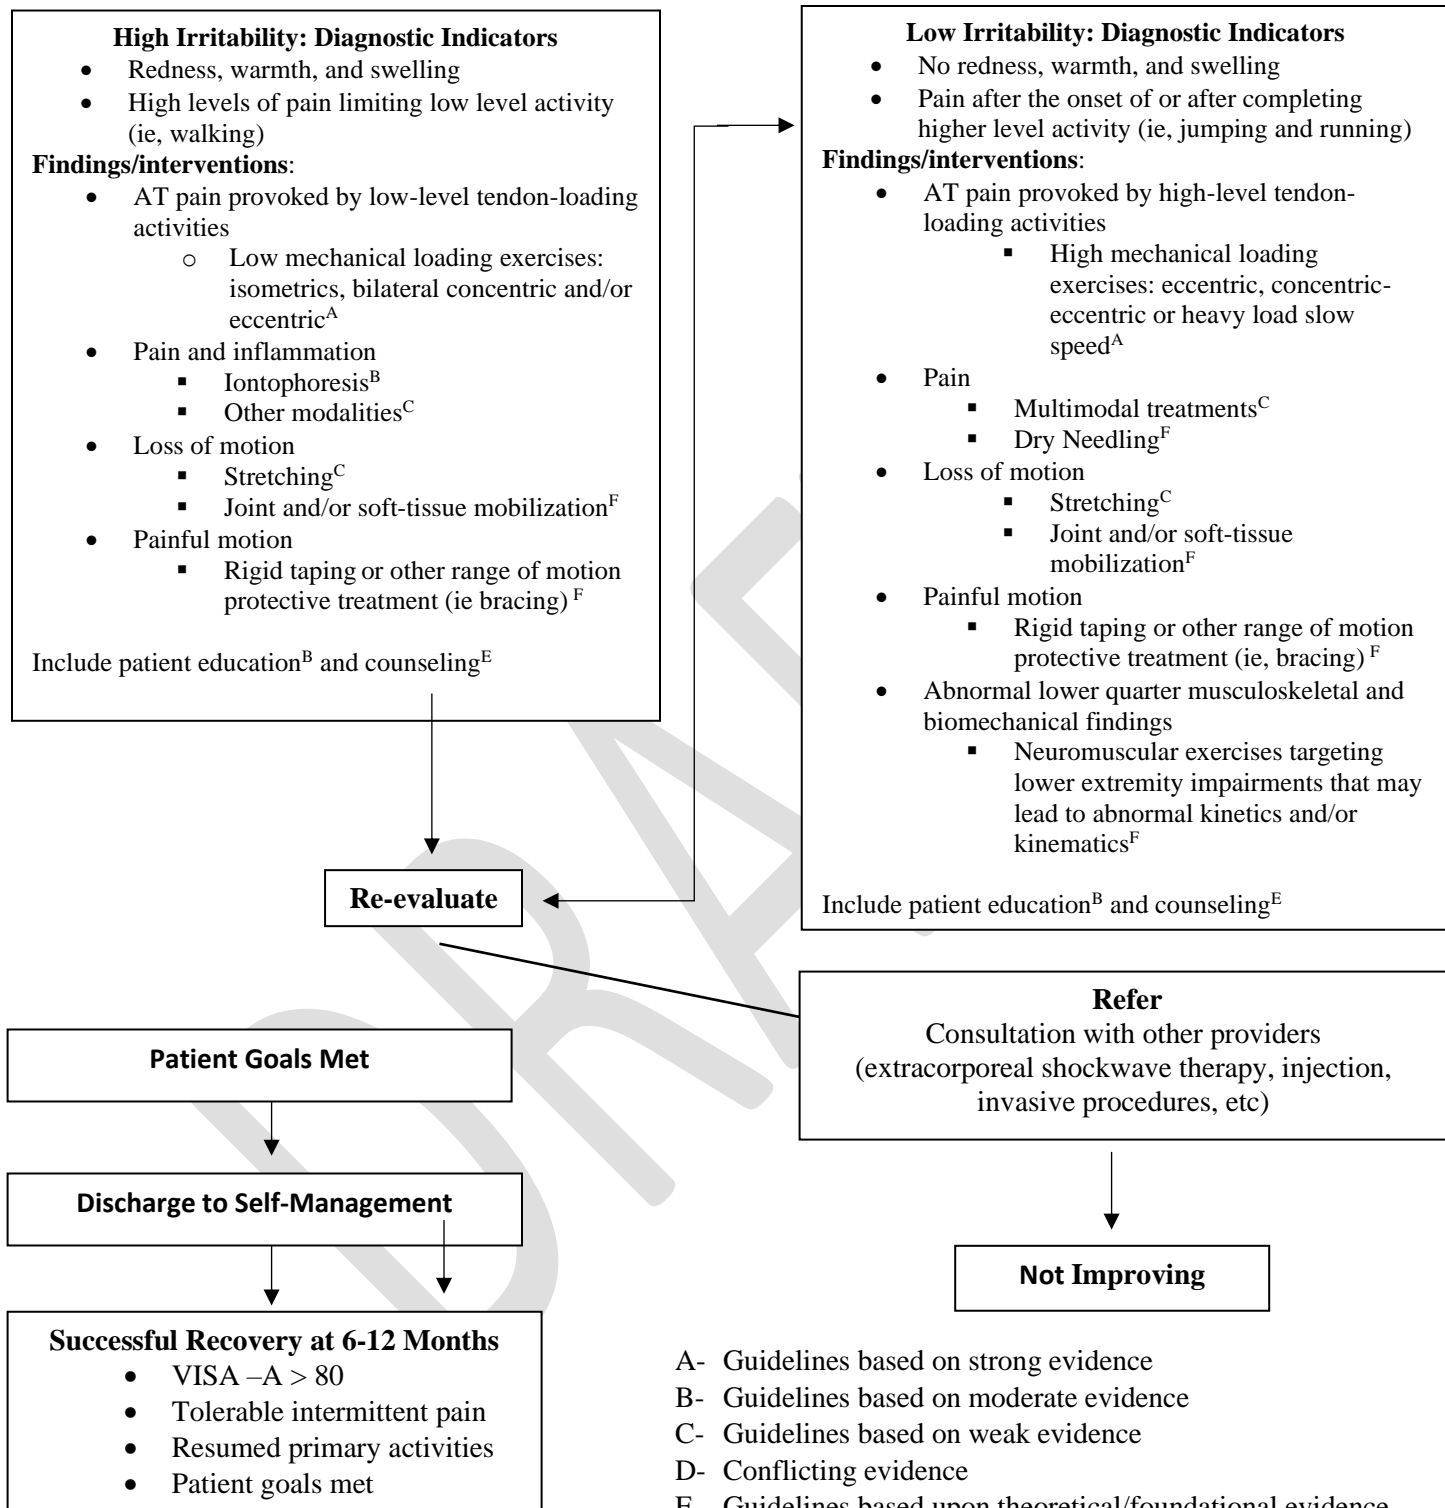 High Irritability: Diagnostic Indicators
• Redness, warmth, and swelling
• High levels of pain limiting low level activity
(ie, walking)
Findings/interventions:
• AT pain provoked by low-level tendon-loading
activities
o Low mechanical loading exercises:
isometrics, bilateral concentric and/or
eccentricA
• Pain and inflammation
▪ IontophoresisB
▪ Other modalitiesC
• Loss of motion
▪ StretchingC
▪ Joint and/or soft-tissue mobilizationF
• Painful motion
▪ Rigid taping or other range of motion
protective treatment (ie bracing) F
Include patient educationB and counselingE
Low Irritability: Diagnostic Indicators
• No redness, warmth, and swelling
• Pain after the onset of or after completing
higher level activity (ie, jumping and running)
Findings/interventions:
• AT pain provoked by high-level tendon-
loading activities
▪ High mechanical loading
exercises: eccentric, concentric-
eccentric or heavy load slow
speedA
• Pain
▪ Multimodal treatmentsC
▪ Dry NeedlingF
• Loss of motion
▪ StretchingC
▪ Joint and/or soft-tissue
mobilizationF
• Painful motion
▪ Rigid taping or other range of motion
protective treatment (ie, bracing) F
• Abnormal lower quarter musculoskeletal and
biomechanical findings
▪ Neuromuscular exercises targeting
lower extremity impairments that may
lead to abnormal kinetics and/or
kinematicsF
Include patient educationB and counselingE
Re-evaluate
Refer
Consultation with other providers
(extracorporeal shockwave therapy, injection,
invasive procedures, etc)
Patient Goals Met
Discharge to Self-Management
Not Improving
Successful Recovery at 6-12 Months
• VISA –A > 80
• Tolerable intermittent pain
• Resumed primary activities
• Patient goals met
A- Guidelines based on strong evidence
B- Guidelines based on moderate evidence
C- Guidelines based on weak evidence
D- Conflicting evidence
E- Guidelines based upon theoretical/foundational evidence
DRAFT